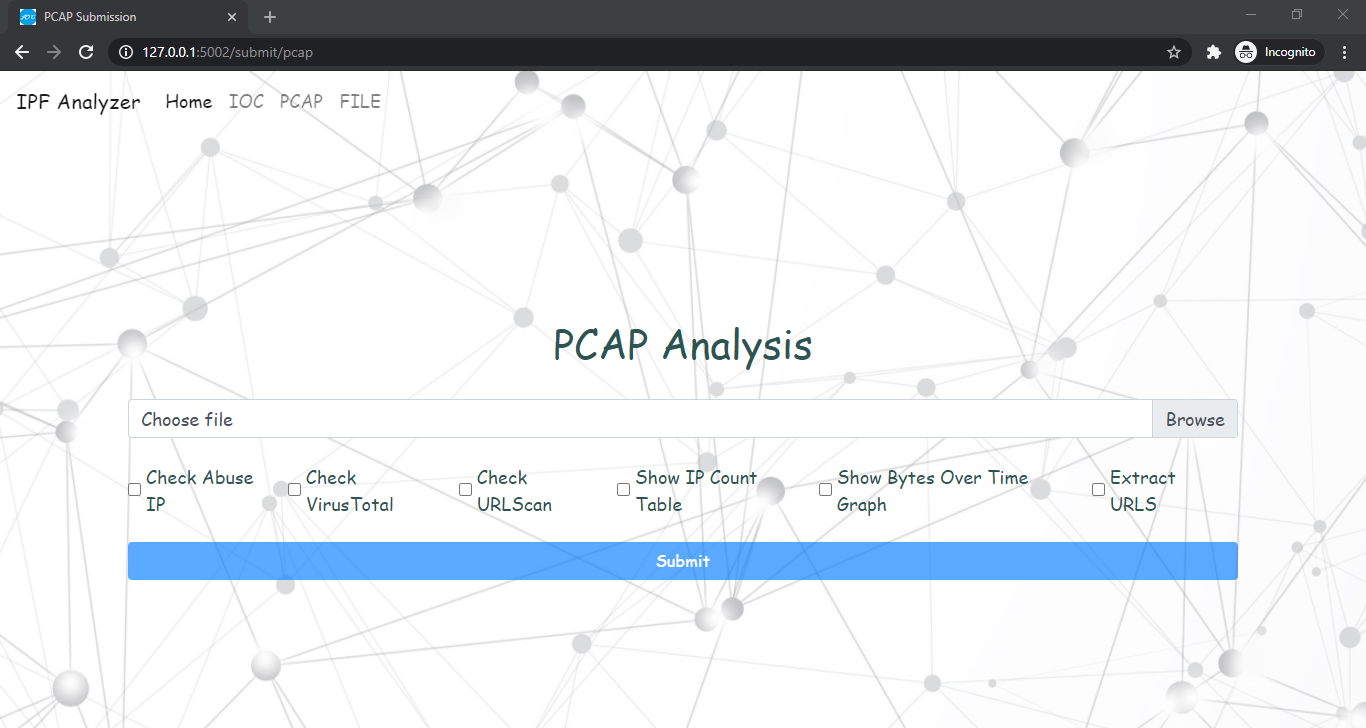 PCAP Submission
127.0.0.1:5002/submit/pcap
Incognito
IPF Analyzer Home IOC PCAP FILE
PCAP Analysis
Choose file Browse
Check Abuse IP
Check VirusTotal
Check URLScan
Show IP Count Table
Show Bytes Over Time Graph
Extract URLS
Submit